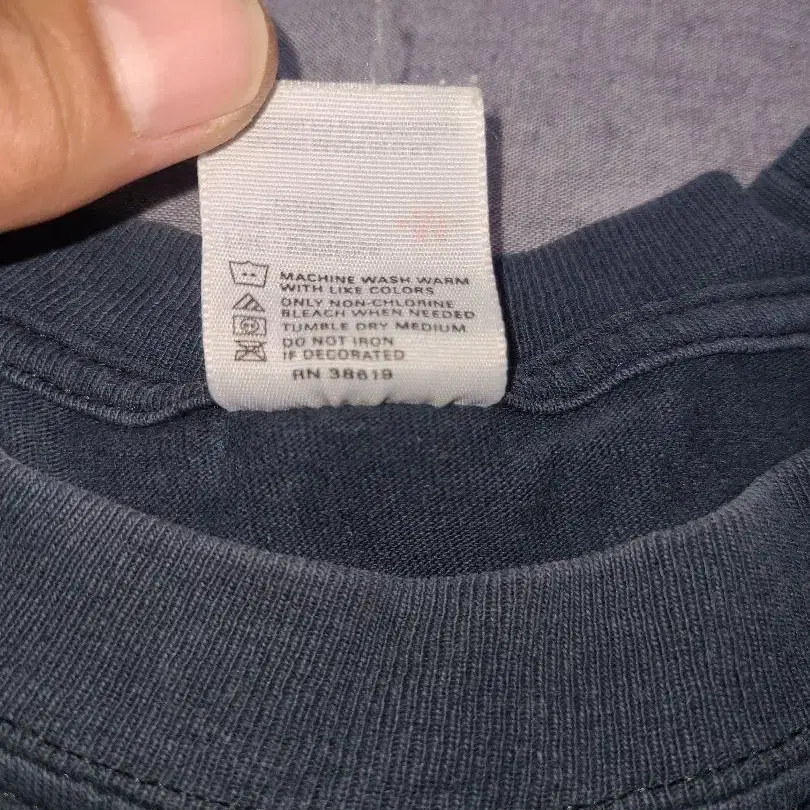 MACHINE WASH WARM
WITH LIKE COLORS
ONLY NON-CHLORINE
BLEACH WHEN NEEDED
TUMBLE DRY MEDIUM
DO NOT IRON
IF DECORATED
RN 38619